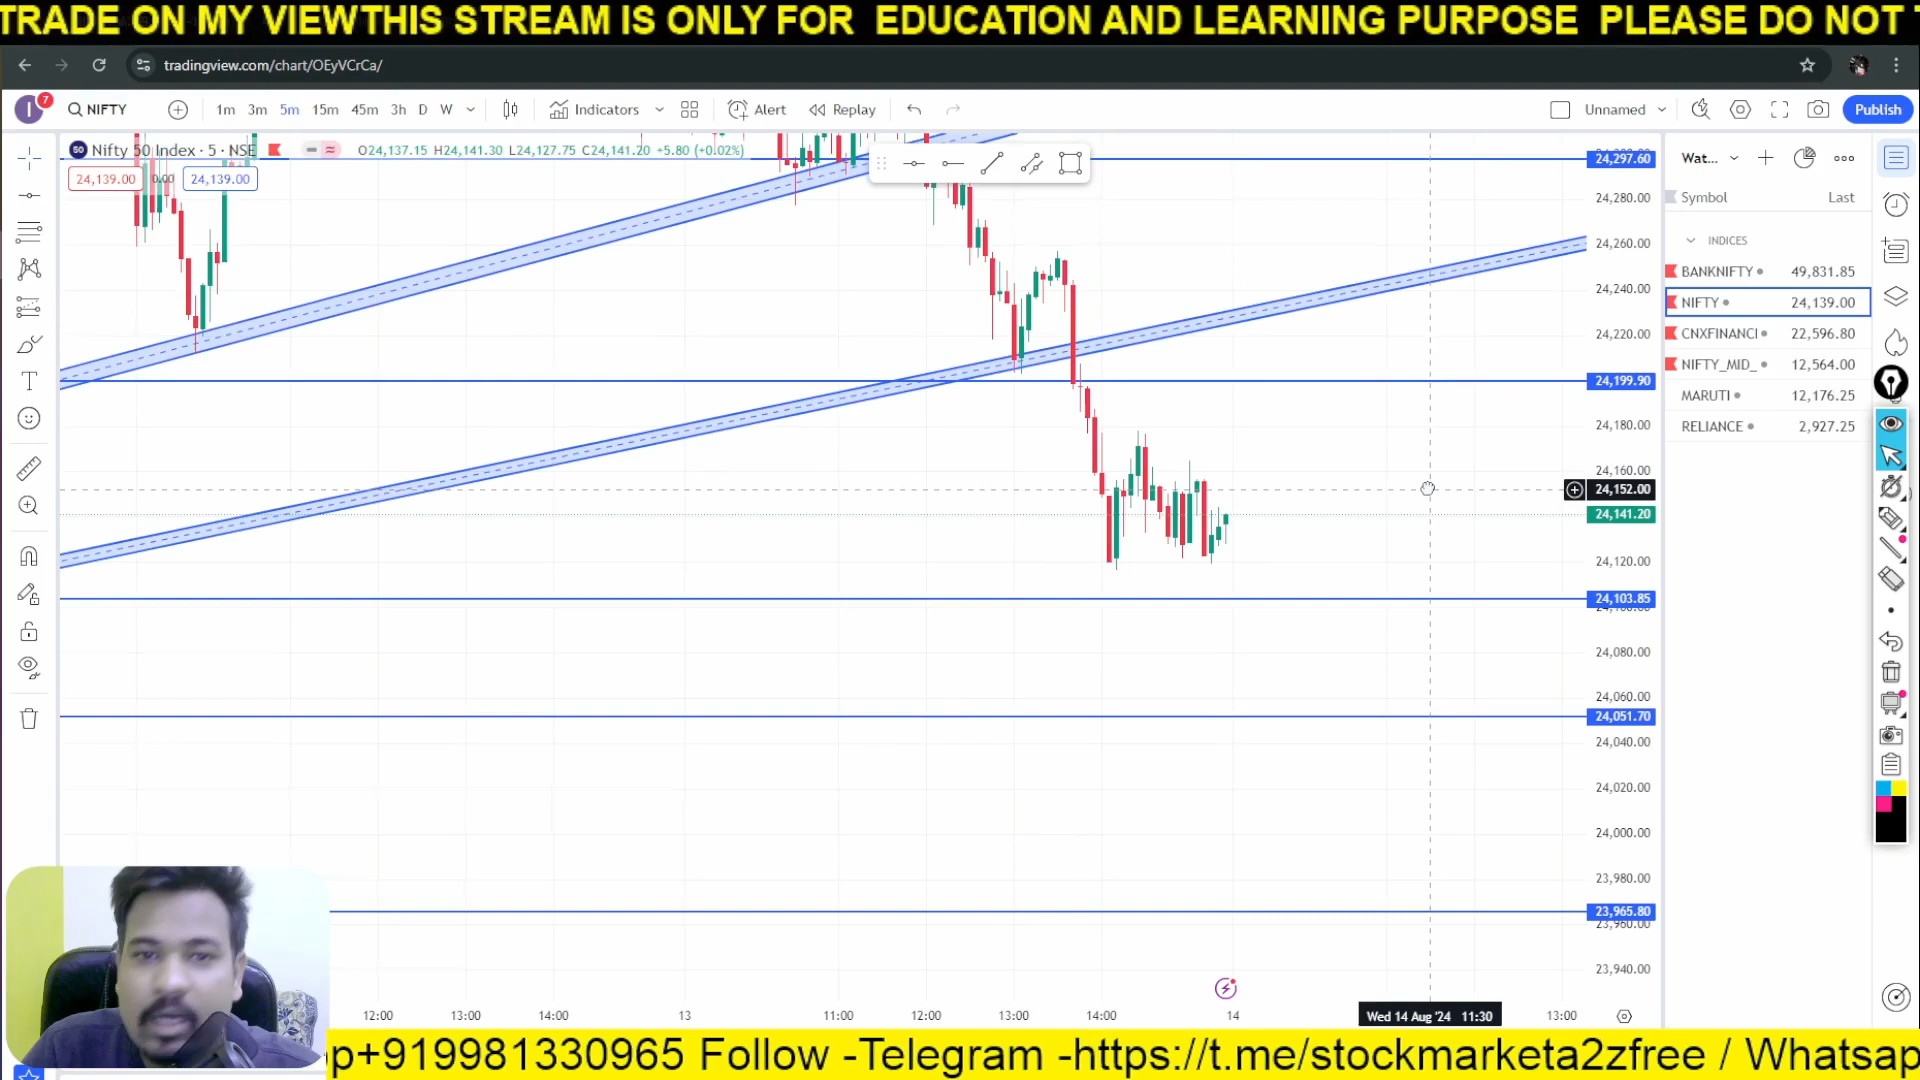 TRADE ON MY VIEWTHIS STREAM IS ONLY FOR EDUCATION AND LEARNING PURPOSE PLEASE DO NOT
tradingview.com/chart/OEyVCrCa/
I 7 NIFTY 1m 3m 5m 15m 45m 3h D W Indicators Alert Replay Unnamed Publish
50 Nifty 50 Index · 5 · NSE O24,137.15 H24,141.30 L24,127.75 C24,141.20 +5.80 (+0.02%)
24,139.00 0.00 24,139.00
24,297.60
24,280.00
24,260.00
24,240.00
24,220.00
24,199.90
24,180.00
24,160.00
24,152.00
24,141.20
24,120.00
24,103.85
24,080.00
24,060.00
24,051.70
24,040.00
24,020.00
24,000.00
23,980.00
23,965.80
23,960.00
23,940.00
12:00 13:00 14:00 13 11:00 12:00 13:00 14:00 14 Wed 14 Aug '24 11:30 13:00
Wat...
Symbol Last
INDICES
BANKNIFTY 49,831.85
NIFTY 24,139.00
CNXFINANCI 22,596.80
NIFTY_MID_ 12,564.00
MARUTI 12,176.25
RELIANCE 2,927.25
p+919981330965 Follow -Telegram -https://t.me/stockmarketa2zfree / Whatsap